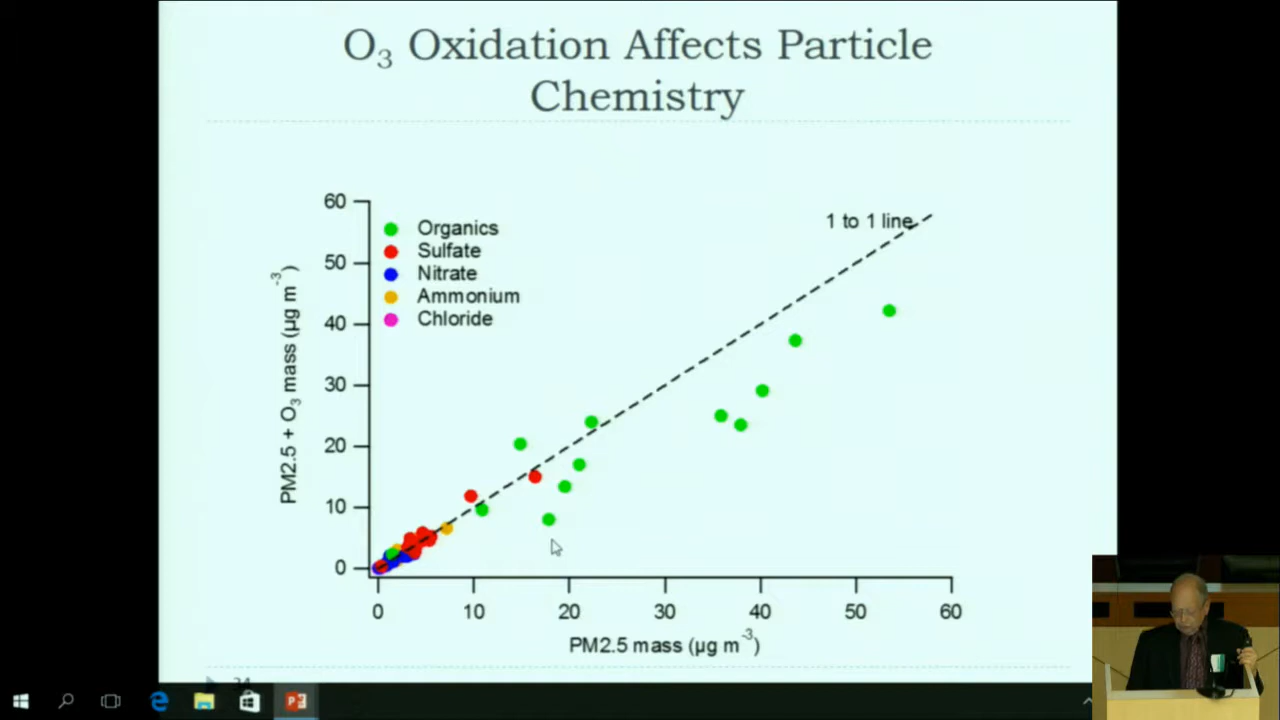 O₃ Oxidation Affects Particle
Chemistry
60
50
40
30
20
10
0
PM2.5 + O₃ mass (µg m⁻³)
Organics
Sulfate
Nitrate
Ammonium
Chloride
1 to 1 line
0 10 20 30 40 50 60
PM2.5 mass (µg m⁻³)